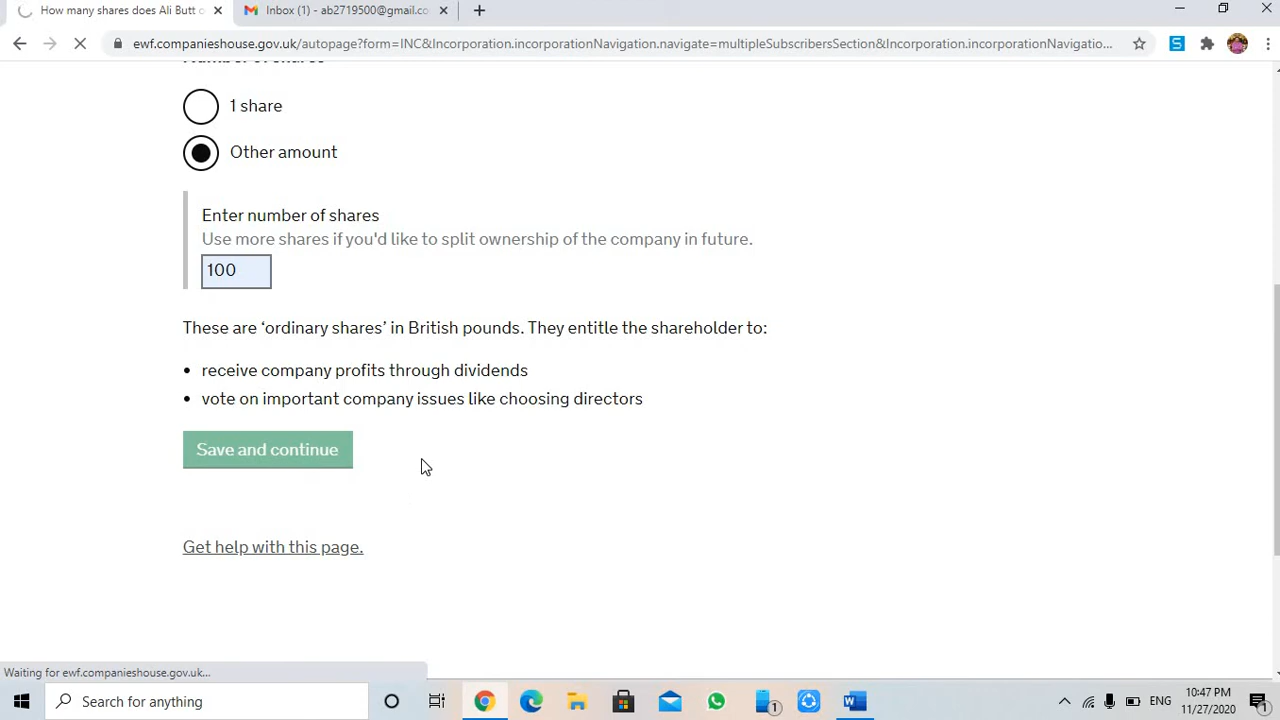 How many shares does Ali Butt o
Inbox (1) - ab2719500@gmail.co
ewf.companieshouse.gov.uk/autopage?form=INC&Incorporation.incorporationNavigation.navigate=multipleSubscribersSection&Incorporation.incorporationNavigatio...
Number of shares
1 share
Other amount
Enter number of shares
Use more shares if you'd like to split ownership of the company in future.
100
These are ‘ordinary shares’ in British pounds. They entitle the shareholder to:
• receive company profits through dividends
• vote on important company issues like choosing directors
Save and continue
Get help with this page.
Waiting for ewf.companieshouse.gov.uk...
Search for anything
1
ENG
10:47 PM
11/27/2020
1